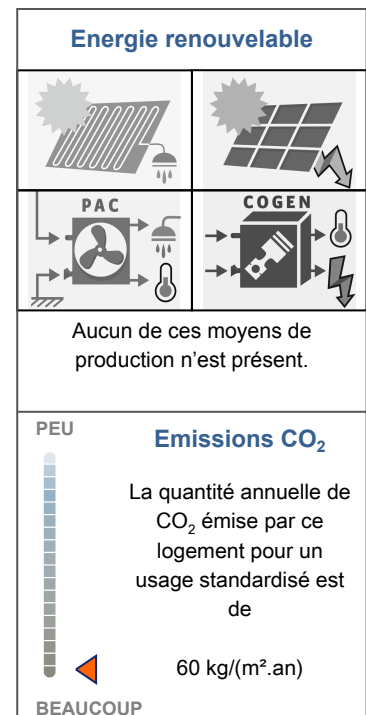 Energie renouvelable
PAC
COGEN
Aucun de ces moyens de
production n'est présent.
PEU
Emissions CO₂
La quantité annuelle de
CO₂ émise par ce
logement pour un
usage standardisé est
de
60 kg/(m².an)
BEAUCOUP